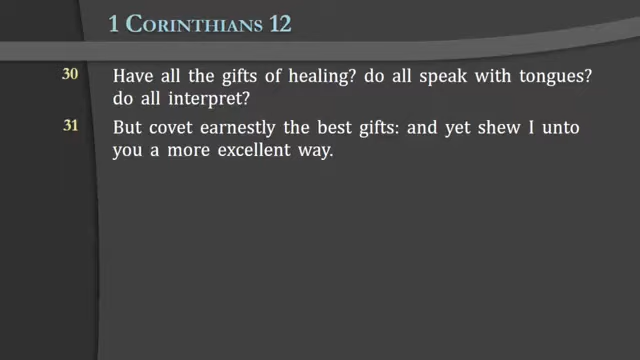 1 CORINTHIANS 12
30 Have all the gifts of healing? do all speak with tongues?
do all interpret?
31 But covet earnestly the best gifts: and yet shew I unto
you a more excellent way.